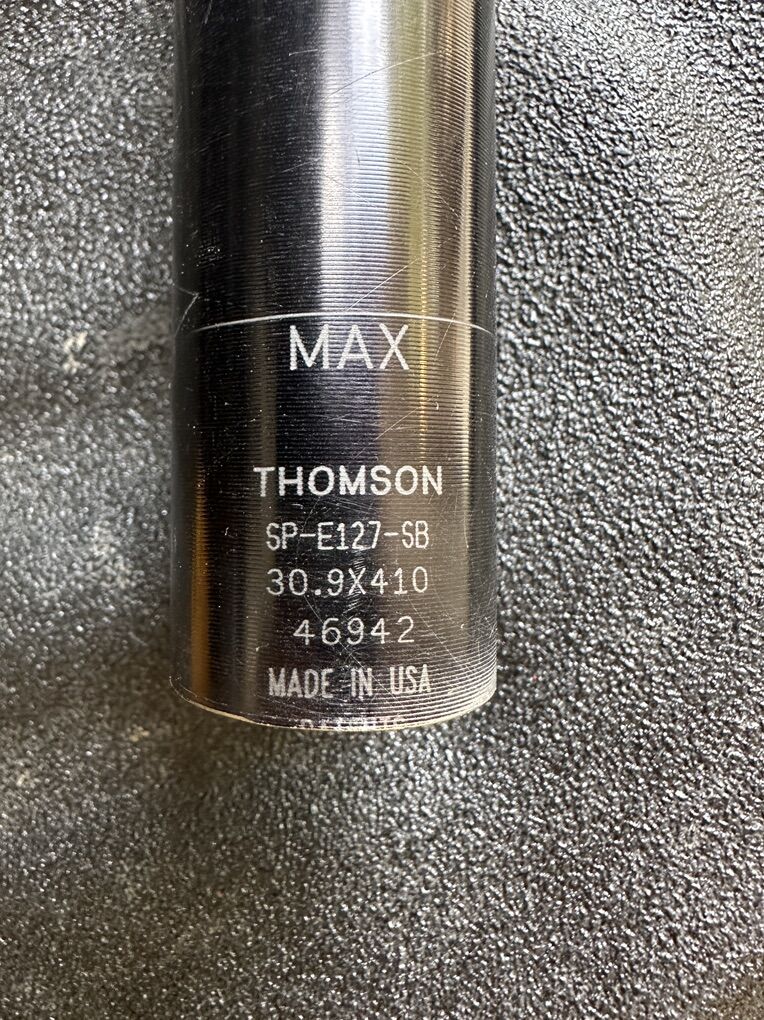 MAX
THOMSON
SP-E127-SB
30.9X410
46942
MADE IN USA